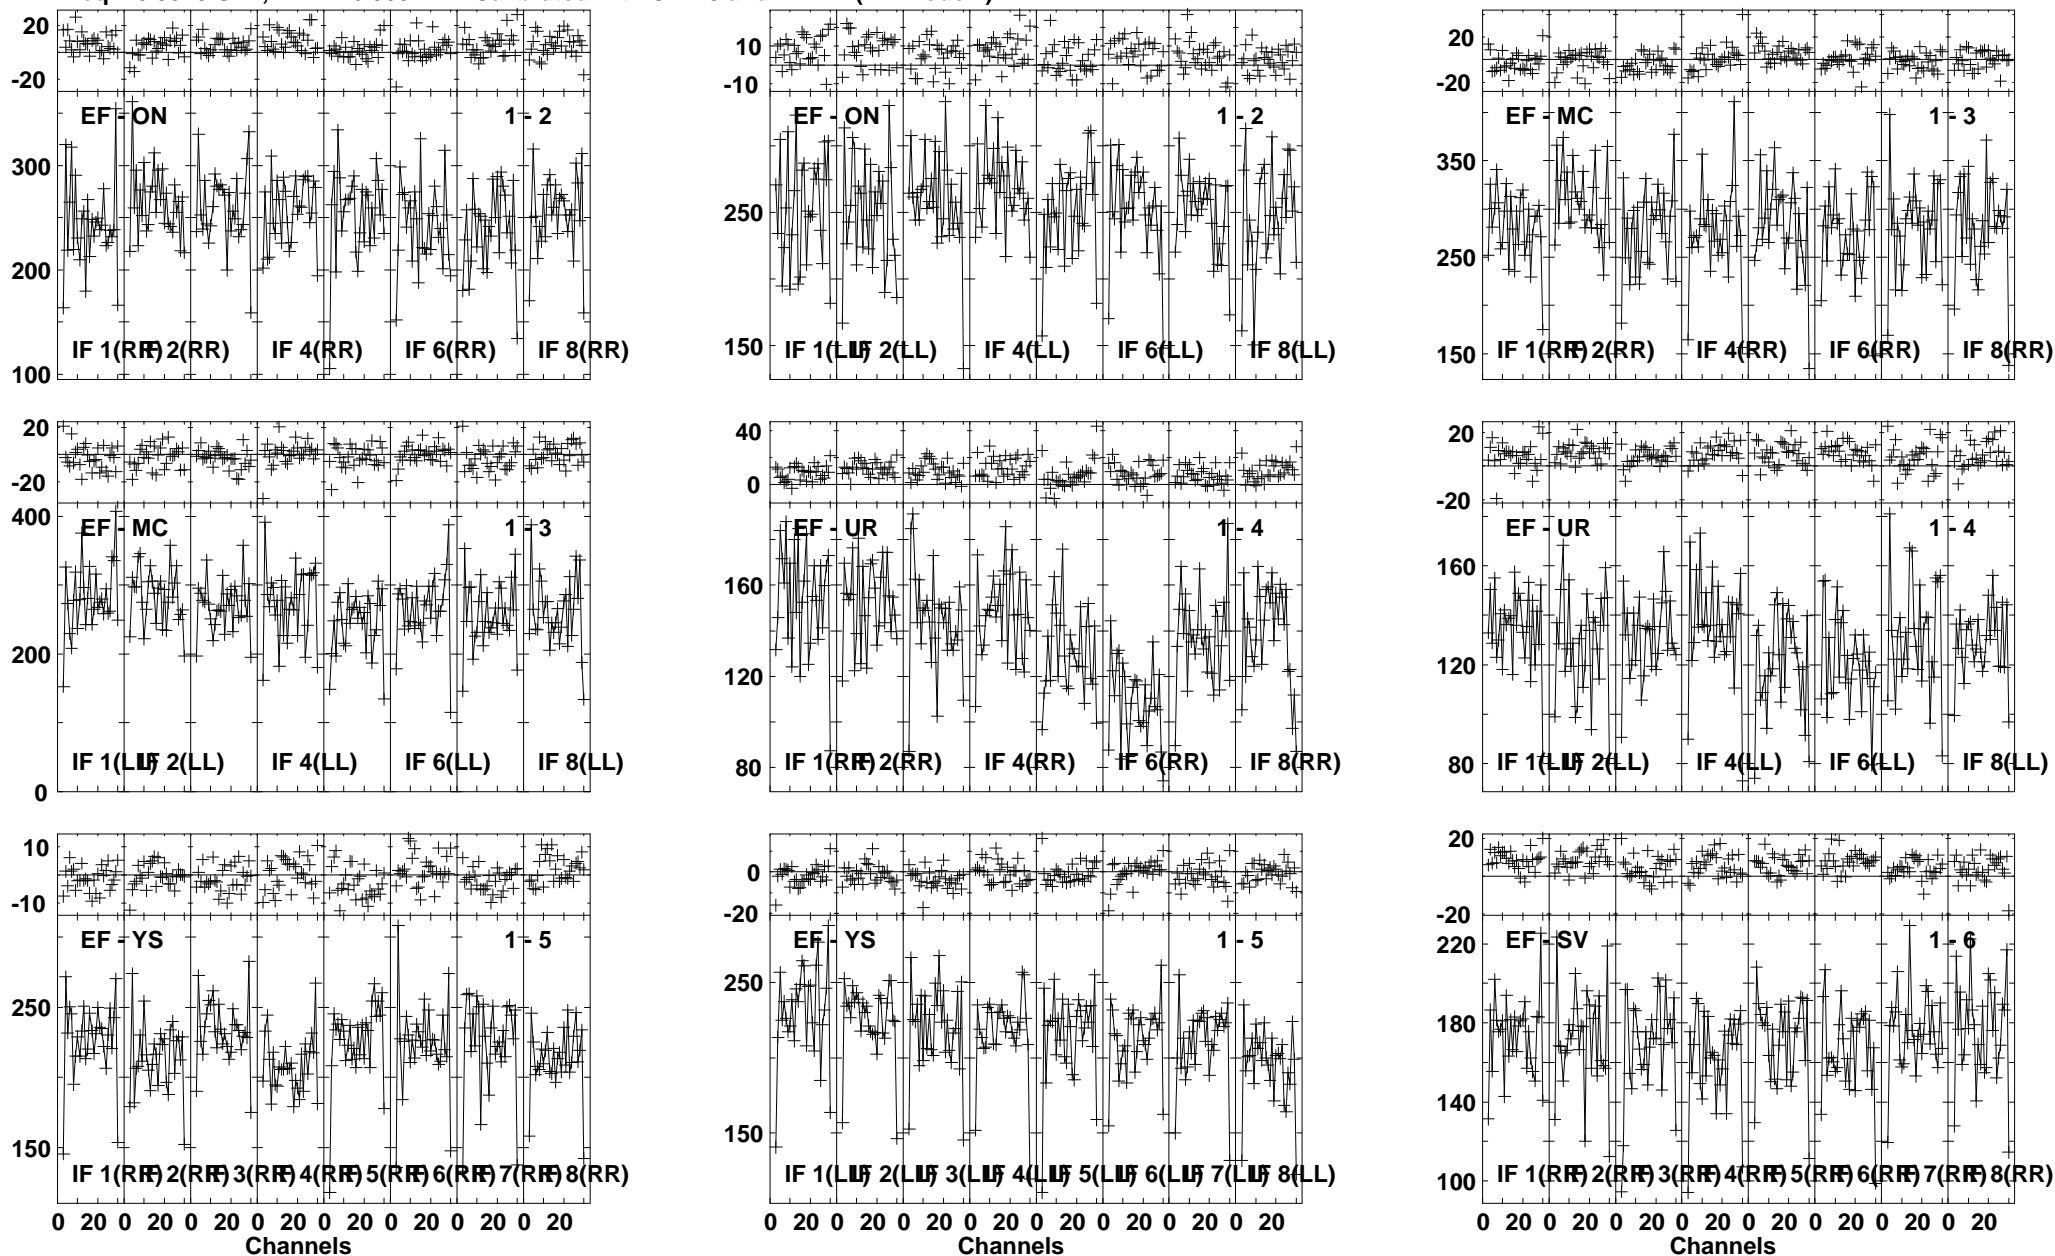 20 10 20
-20 -10 -20
EF - ON 1 - 2 EF - ON 1 - 2 EF - MC 1 - 3
300 250 350
200 250
IF 1(RR) IF 2(RR) IF 4(RR) IF 6(RR) IF 8(RR) 150 IF 1(LL) IF 2(LL) IF 4(LL) IF 6(LL) IF 8(LL) 150 IF 1(RR) IF 2(RR) IF 4(RR) IF 6(RR) IF 8(RR)
100
20 40 20
-20 0 -20
400 EF - MC 1 - 3 EF - UR 1 - 4 EF - UR 1 - 4
160 160
200 120 120
IF 1(LL) IF 2(LL) IF 4(LL) IF 6(LL) IF 8(LL) 80 IF 1(RR) IF 2(RR) IF 4(RR) IF 6(RR) IF 8(RR) 80 IF 1(LL) IF 2(LL) IF 4(LL) IF 6(LL) IF 8(LL)
0
10 0 20
-10 -20 -20
EF - YS 1 - 5 EF - YS 1 - 5 EF - SV 1 - 6
250 250 220
180
150 150 140
IF 1(RR) IF 2(RR) IF 3(RR) IF 4(RR) IF 5(RR) IF 6(RR) IF 7(RR) IF 8(RR) IF 1(LL) IF 2(LL) IF 3(LL) IF 4(LL) IF 5(LL) IF 6(LL) IF 7(LL) IF 8(LL) 100 IF 1(RR) IF 2(RR) IF 3(RR) IF 4(RR) IF 5(RR) IF 6(RR) IF 7(RR) IF 8(RR)
0 20 0 20 0 20 0 20 0 20 0 20 0 20 0 20 0 20 0 20 0 20 0 20 0 20 0 20 0 20 0 20 0 20 0 20 0 20 0 20 0 20 0 20 0 20 0 20
Channels Channels Channels